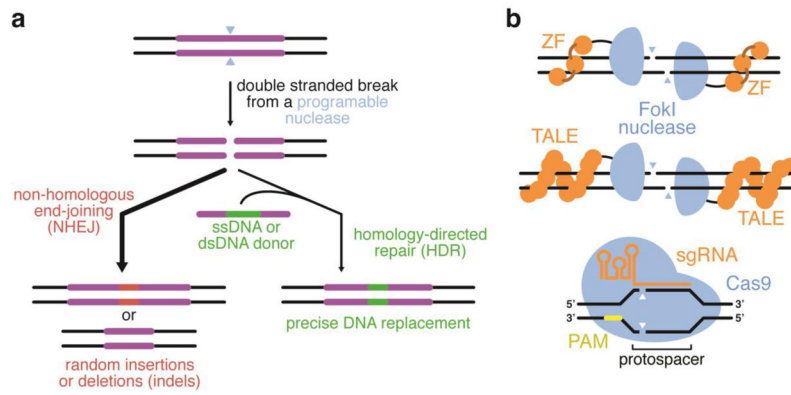 a
double stranded break
from a programable
nuclease
non-homologous
end-joining
(NHEJ)
ssDNA or
dsDNA donor
homology-directed
repair (HDR)
or
random insertions
or deletions (indels)
precise DNA replacement
b
ZF
ZF
FokI
nuclease
TALE
TALE
sgRNA
Cas9
5' 3'
3' 5'
PAM
protospacer